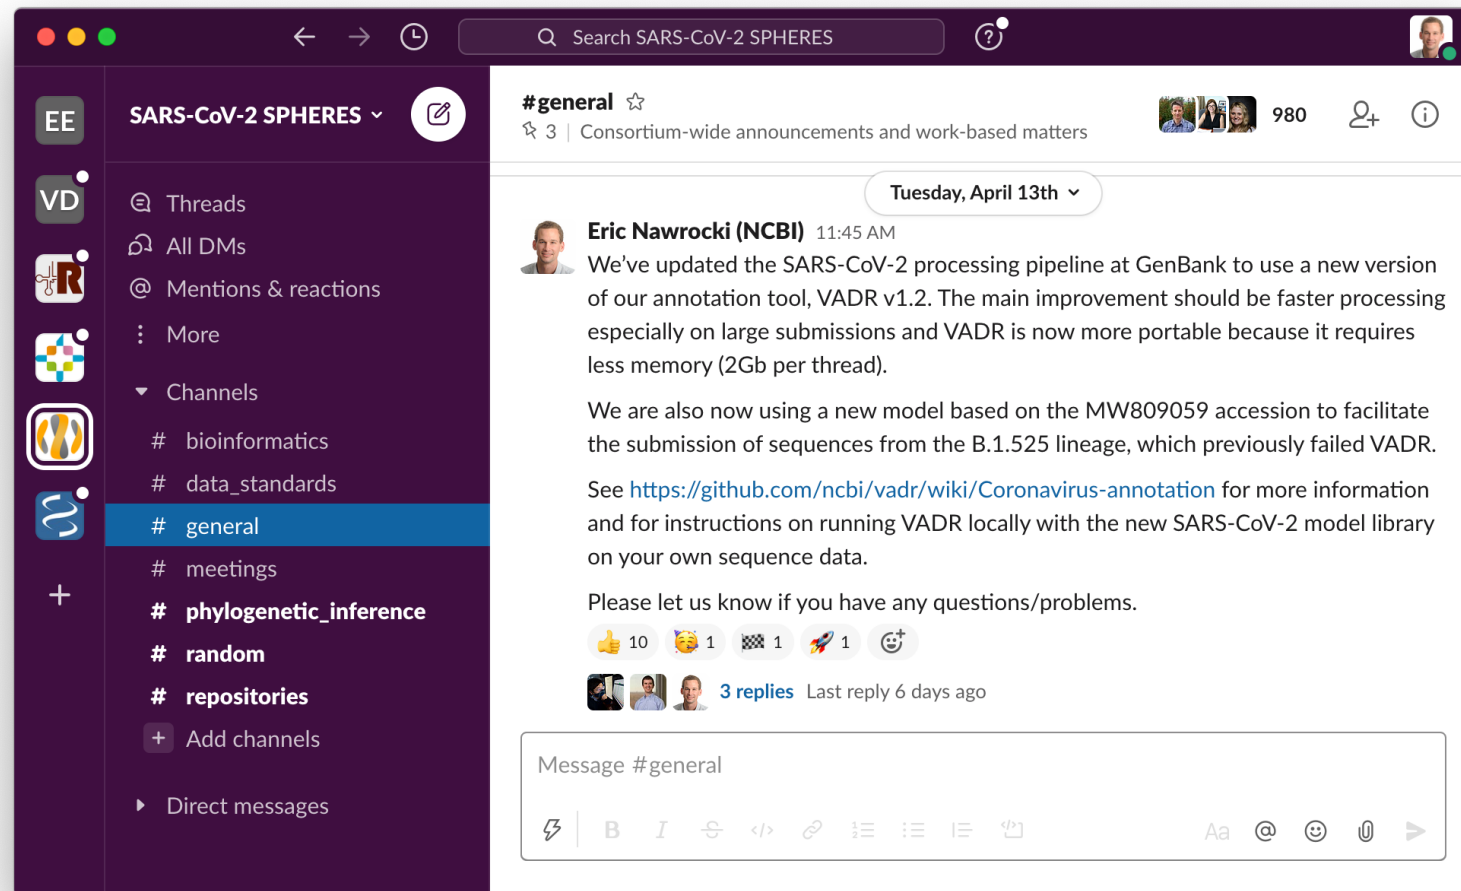 Search SARS-CoV-2 SPHERES
EE
VD
R
SARS-CoV-2 SPHERES
Threads
All DMs
Mentions & reactions
More
Channels
# bioinformatics
# data_standards
# general
# meetings
# phylogenetic_inference
# random
# repositories
+ Add channels
Direct messages
#general
3 | Consortium-wide announcements and work-based matters
980
Tuesday, April 13th
Eric Nawrocki (NCBI) 11:45 AM
We’ve updated the SARS-CoV-2 processing pipeline at GenBank to use a new version
of our annotation tool, VADR v1.2. The main improvement should be faster processing
especially on large submissions and VADR is now more portable because it requires
less memory (2Gb per thread).
We are also now using a new model based on the MW809059 accession to facilitate
the submission of sequences from the B.1.525 lineage, which previously failed VADR.
See https://github.com/ncbi/vadr/wiki/Coronavirus-annotation for more information
and for instructions on running VADR locally with the new SARS-CoV-2 model library
on your own sequence data.
Please let us know if you have any questions/problems.
10 1 1 1
3 replies Last reply 6 days ago
Message #general
B I S </> Aa @